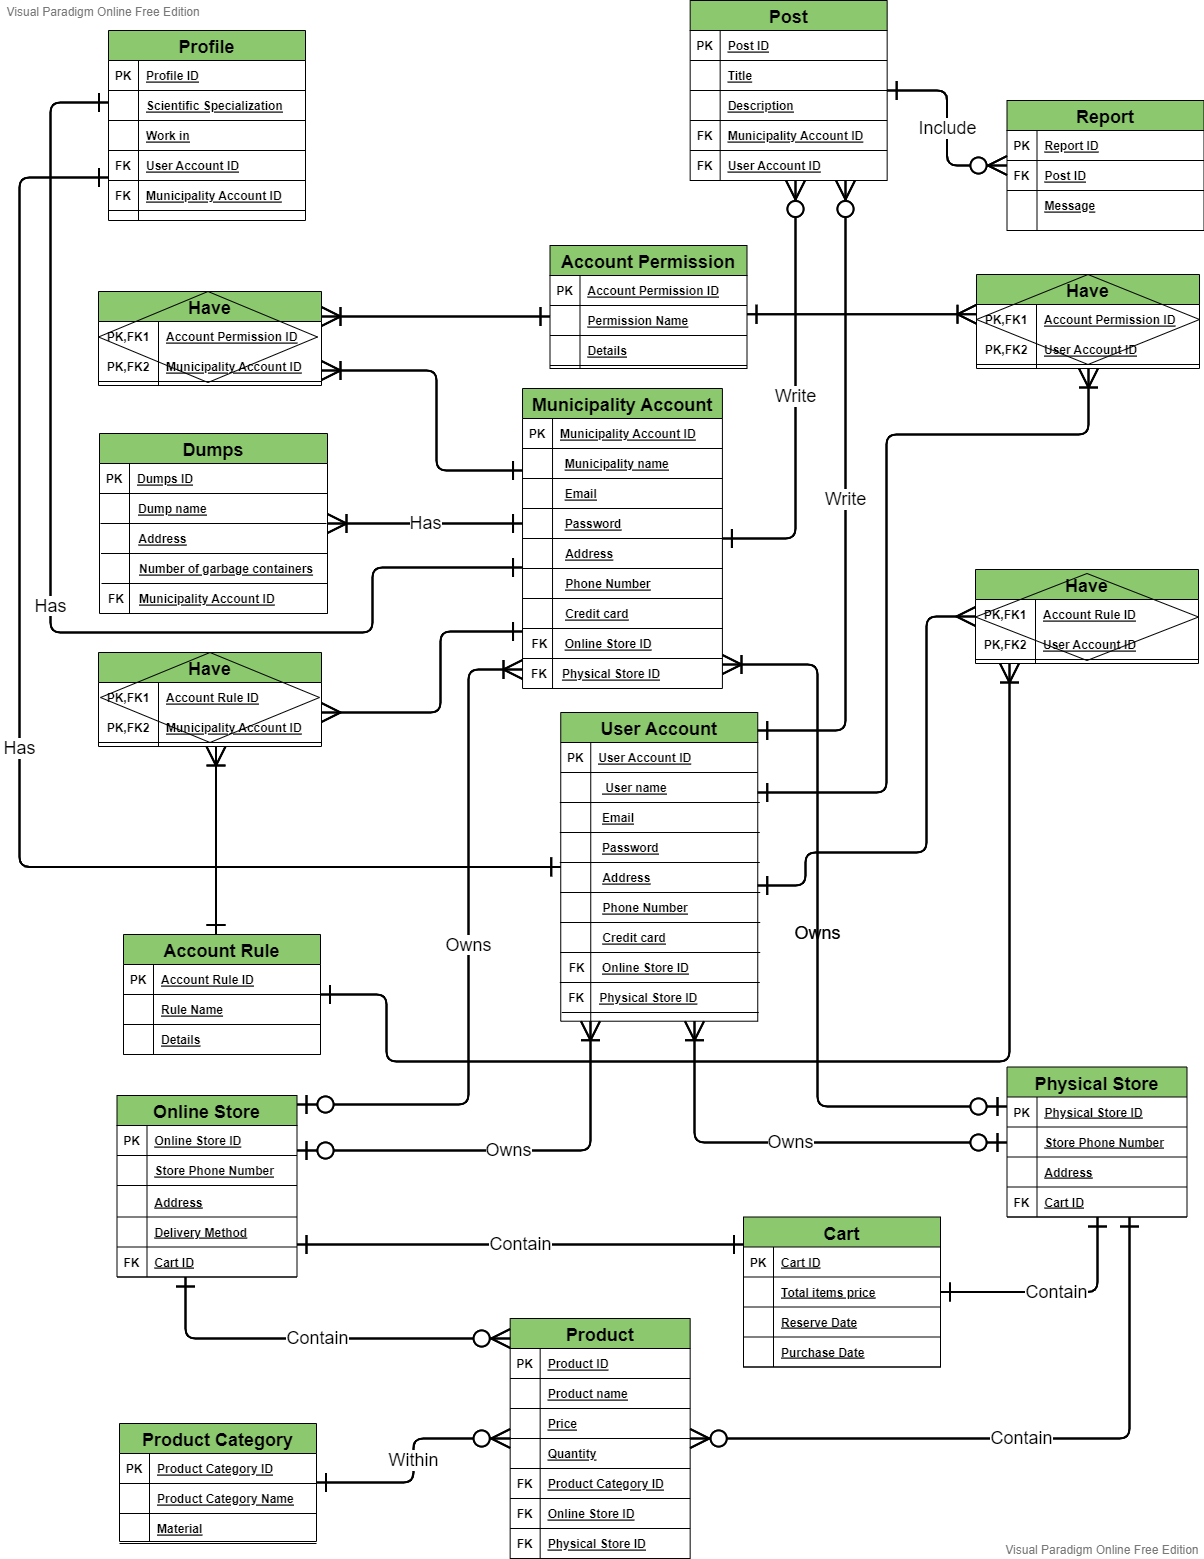 Visual Paradigm Online Free Edition
Profile
PK Profile ID
Scientific Specialization
Work in
FK User Account ID
FK Municipality Account ID
Post
PK Post ID
Title
Description
FK Municipality Account ID
FK User Account ID
Include
Report
PK Report ID
FK Post ID
Message
Have
PK,FK1 Account Permission ID
PK,FK2 Municipality Account ID
Account Permission
PK Account Permission ID
Permission Name
Details
Have
PK,FK1 Account Permission ID
PK,FK2 User Account ID
Write
Write
Dumps
PK Dumps ID
Dump name
Address
Number of garbage containers
FK Municipality Account ID
Has
Municipality Account
PK Municipality Account ID
Municipality name
Email
Password
Address
Phone Number
Credit card
FK Online Store ID
FK Physical Store ID
Has
Has
Have
PK,FK1 Account Rule ID
PK,FK2 Municipality Account ID
Have
PK,FK1 Account Rule ID
PK,FK2 User Account ID
User Account
PK User Account ID
User name
Email
Password
Address
Phone Number
Credit card
FK Online Store ID
FK Physical Store ID
Owns
Owns
Account Rule
PK Account Rule ID
Rule Name
Details
Online Store
PK Online Store ID
Store Phone Number
Address
Delivery Method
FK Cart ID
Owns
Owns
Physical Store
PK Physical Store ID
Store Phone Number
Address
FK Cart ID
Contain
Cart
PK Cart ID
Total items price
Reserve Date
Purchase Date
Contain
Contain
Product
PK Product ID
Product name
Price
Quantity
FK Product Category ID
FK Online Store ID
FK Physical Store ID
Contain
Within
Product Category
PK Product Category ID
Product Category Name
Material
Visual Paradigm Online Free Edition